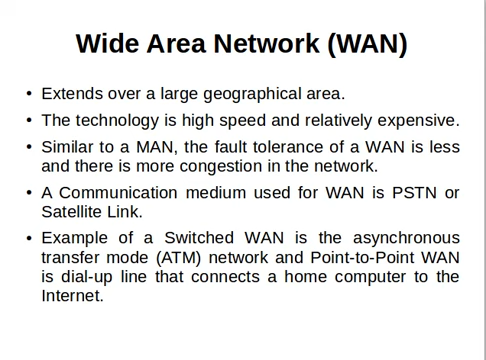 Wide Area Network (WAN)
• Extends over a large geographical area.
• The technology is high speed and relatively expensive.
• Similar to a MAN, the fault tolerance of a WAN is less
and there is more congestion in the network.
• A Communication medium used for WAN is PSTN or
Satellite Link.
• Example of a Switched WAN is the asynchronous
transfer mode (ATM) network and Point-to-Point WAN
is dial-up line that connects a home computer to the
Internet.